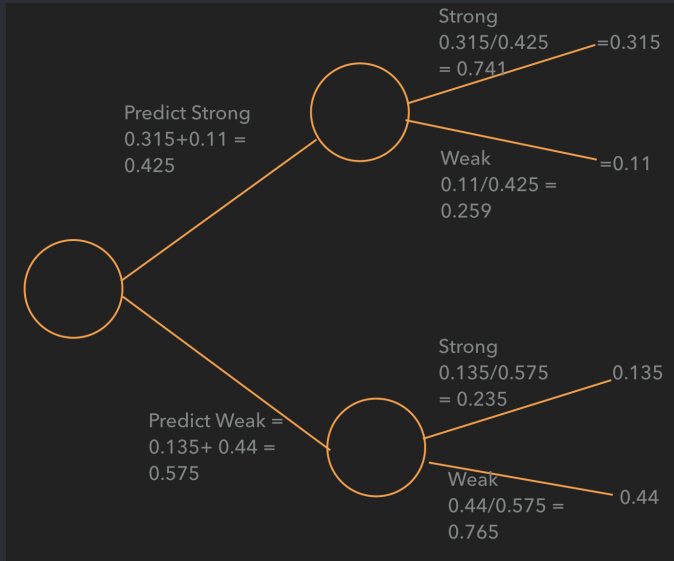 Strong
0.315/0.425
= 0.741
=0.315
Predict Strong
0.315+0.11 =
0.425
Weak
0.11/0.425 =
0.259
=0.11
Strong
0.135/0.575
= 0.235
0.135
Predict Weak =
0.135+ 0.44 =
0.575
Weak
0.44/0.575 =
0.765
0.44